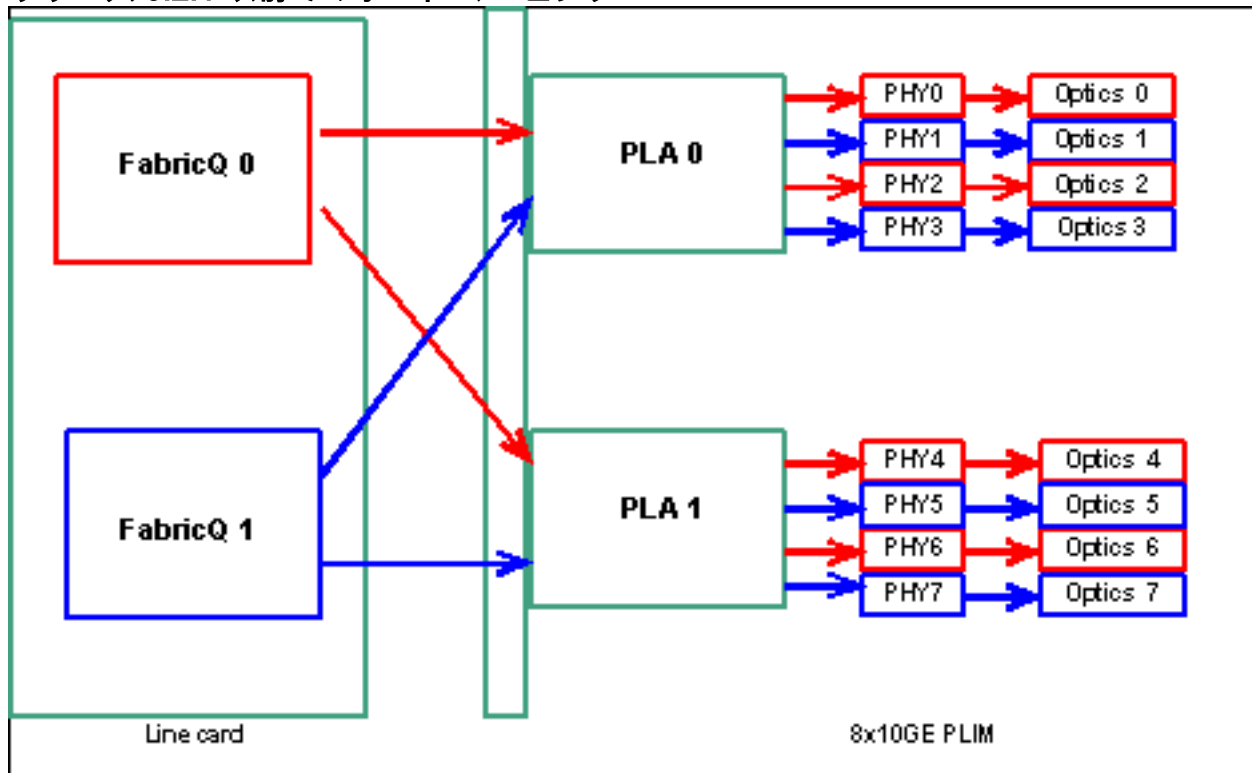 FabricQ 0
PLA 0
PHY0
Optics 0
PHY1
Optics 1
PHY2
Optics 2
PHY3
Optics 3
FabricQ 1
PLA 1
PHY4
Optics 4
PHY5
Optics 5
PHY6
Optics 6
PHY7
Optics 7
Line card
8x10GE PLIM